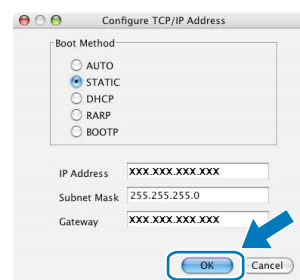 Configure TCP/IP Address
Boot Method
AUTO
STATIC
DHCP
RARP
BOOTP
IP Address XXX.XXX.XXX.XXX
Subnet Mask 255.255.255.0
Gateway XXX.XXX.XXX.XXX
OK Cancel